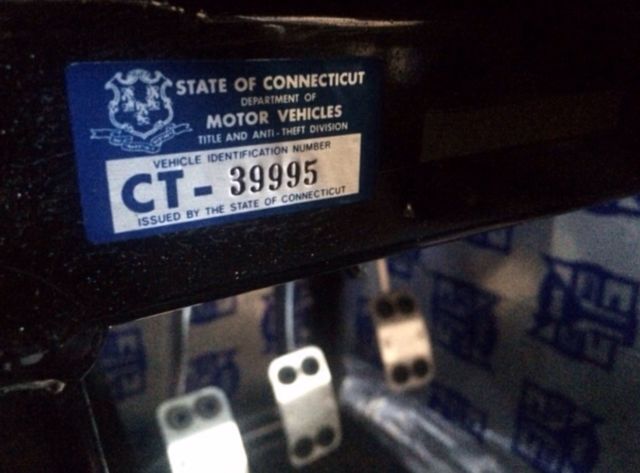 STATE OF CONNECTICUT
DEPARTMENT OF
MOTOR VEHICLES
TITLE AND ANTI-THEFT DIVISION
VEHICLE IDENTIFICATION NUMBER
CT- 39995
ISSUED BY THE STATE OF CONNECTICUT